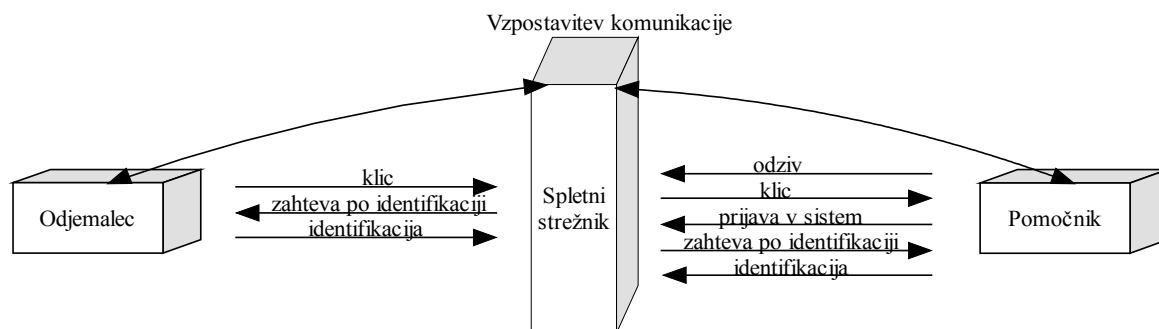 Vzpostavitev komunikacije
Odjemalec
klic
zahteva po identifikaciji
identifikacija
Spletni
strežnik
odziv
klic
prijava v sistem
zahteva po identifikaciji
identifikacija
Pomočnik